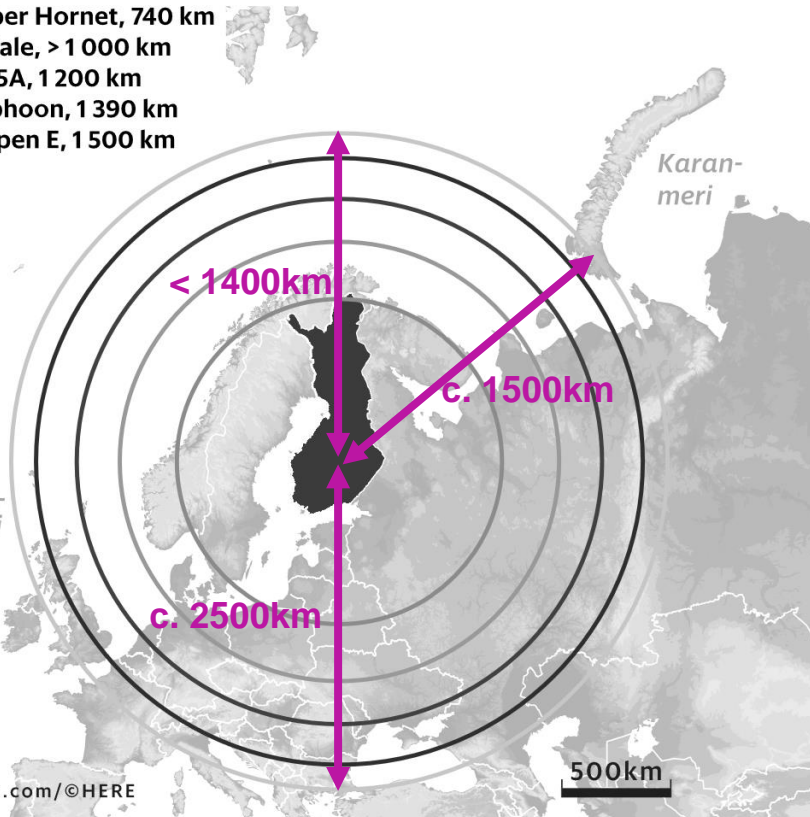 per Hornet, 740 km
ale, > 1 000 km
5A, 1 200 km
phoon, 1 390 km
pen E, 1 500 km
Karan-
meri
< 1400km
c. 1500km
c. 2500km
500km
.com/©HERE